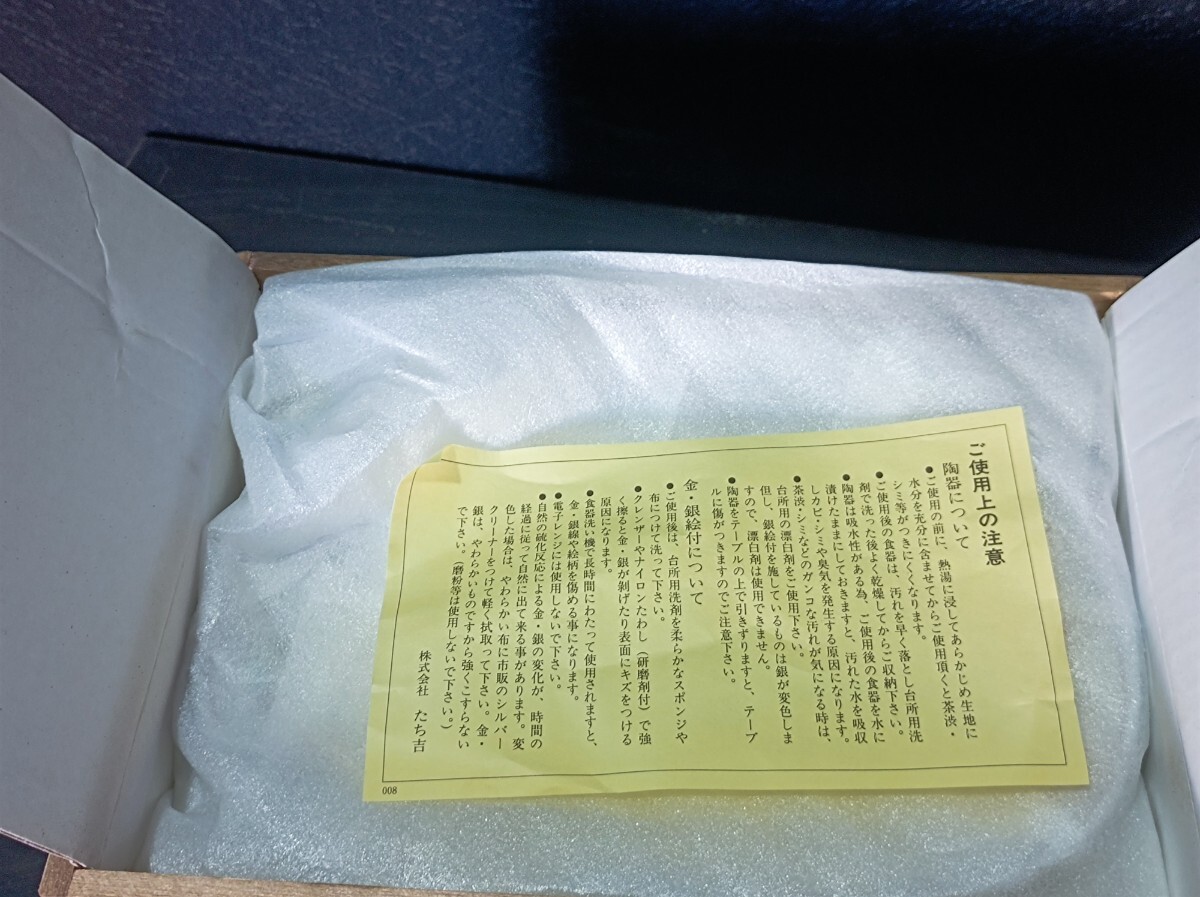 ご使用上の注意
陶器について
●ご使用の前に、熱湯に浸してあらかじめ生地に
水分を充分に含ませてからご使用頂くと茶渋・
シミ等がつきにくくなります。
●ご使用後の食器は、汚れを早く落とし台所用洗
剤で洗った後よく乾燥してからご収納下さい。
●陶器は吸水性がある為、ご使用後の食器を水に
漬けたままにしておきますと、汚れた水を吸収
しカビ・シミや臭気を発生する原因になります。
●茶渋・シミなどのガンコな汚れが気になる時は、
台所用の漂白剤をご使用下さい。
但し、銀絵付を施しているものは銀が変色しま
すので、漂白剤は使用できません。
●陶器をテーブルの上で引きずりますと、テーブ
ルに傷がつきますのでご注意下さい。
金・銀絵付について
●ご使用後は、台所用洗剤を柔らかなスポンジや
布につけて洗って下さい。
●クレンザーやナイロンたわし（研磨剤付）で強
く擦ると金・銀が剥げたり表面にキズをつける
原因になります。
●食器洗い機で長時間にわたって使用されますと、
金・銀線や絵柄を傷める事になります。
●電子レンジには使用しないで下さい。
●自然の硫化反応による金・銀の変化が、時間の
経過に従って自然に出て来る事があります。変
色した場合は、やわらかい布に市販のシルバー
クリーナーをつけて軽く拭取って下さい。金・
銀は、やわらかいものですから強くこすらない
で下さい。（磨粉等は使用しないで下さい。）
株式会社 たち吉
008